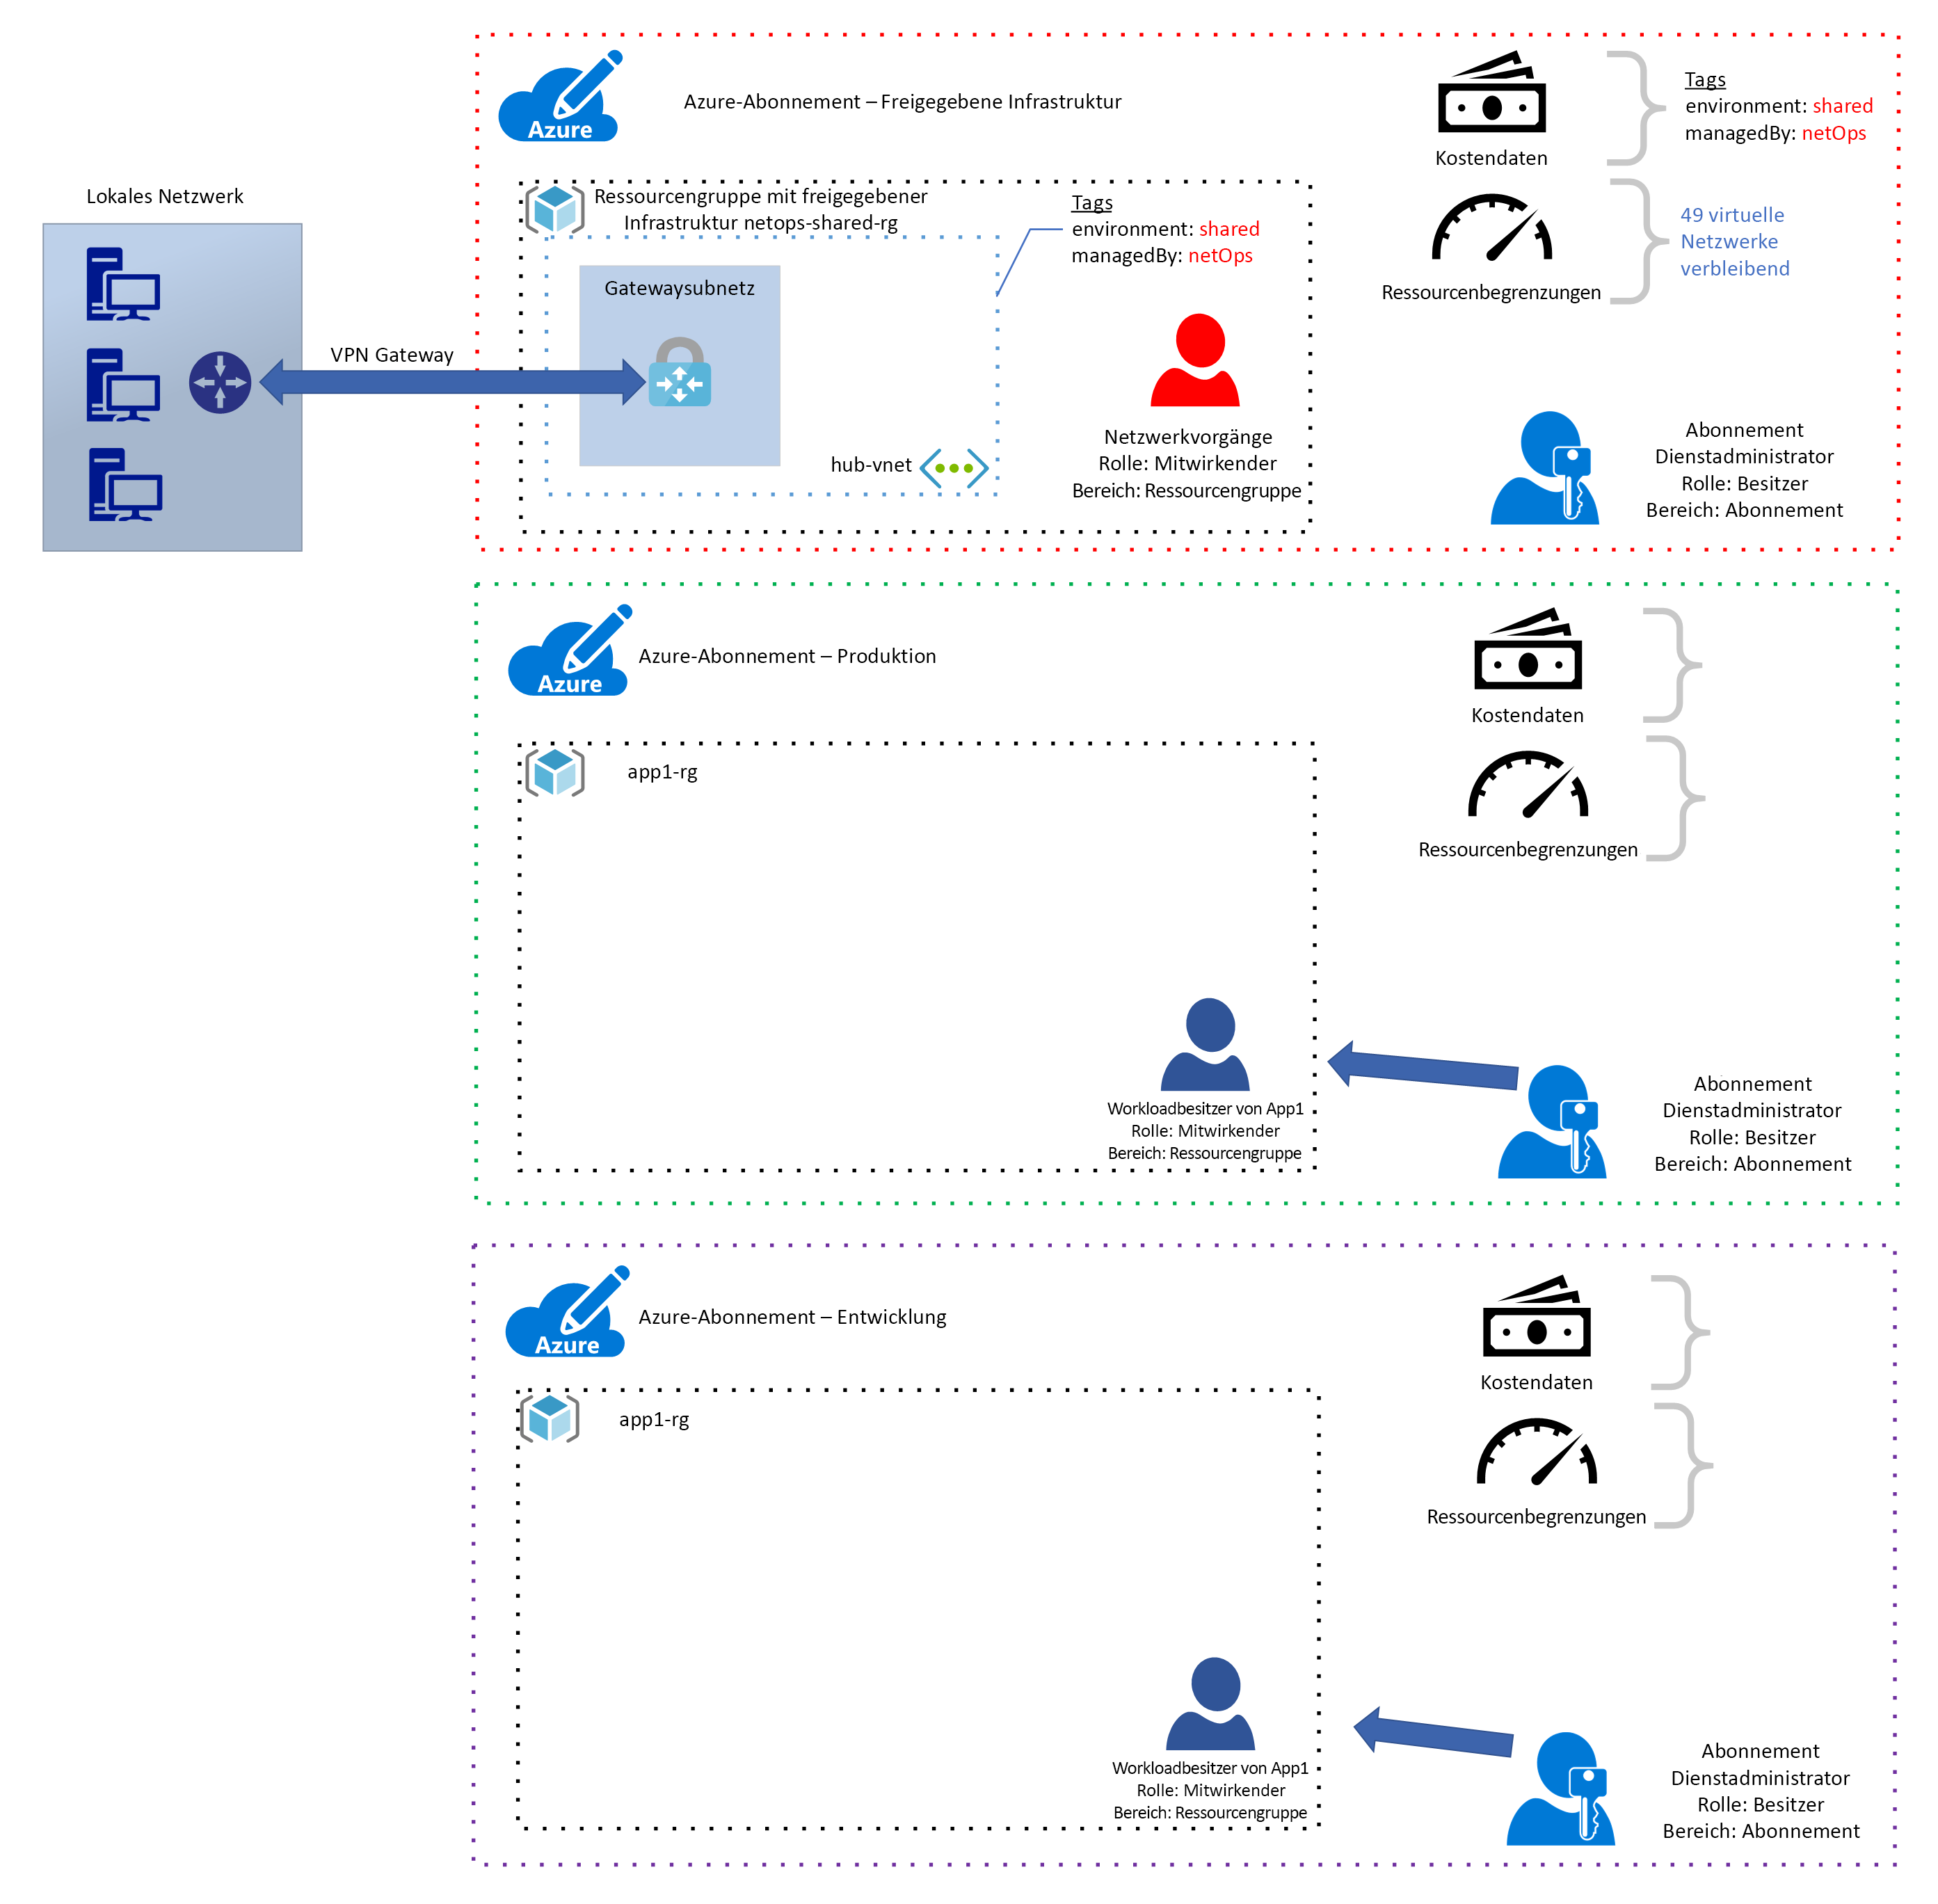 Azure
Azure-Abonnement – Freigegebene Infrastruktur
Kostendaten
Tags
environment: shared
managedBy: netOps
Lokales Netzwerk
Ressourcengruppe mit freigegebener
Infrastruktur netops-shared-rg
Tags
environment: shared
managedBy: netOps
Ressourcenbegrenzungen
49 virtuelle
Netzwerke
verbleibend
Gatewaysubnetz
VPN Gateway
hub-vnet
Netzwerkvorgänge
Rolle: Mitwirkender
Bereich: Ressourcengruppe
Abonnement
Dienstadministrator
Rolle: Besitzer
Bereich: Abonnement
Azure
Azure-Abonnement – Produktion
Kostendaten
app1-rg
Ressourcenbegrenzungen
Workloadbesitzer von App1
Rolle: Mitwirkender
Bereich: Ressourcengruppe
Abonnement
Dienstadministrator
Rolle: Besitzer
Bereich: Abonnement
Azure
Azure-Abonnement – Entwicklung
Kostendaten
app1-rg
Ressourcenbegrenzungen
Workloadbesitzer von App1
Rolle: Mitwirkender
Bereich: Ressourcengruppe
Abonnement
Dienstadministrator
Rolle: Besitzer
Bereich: Abonnement